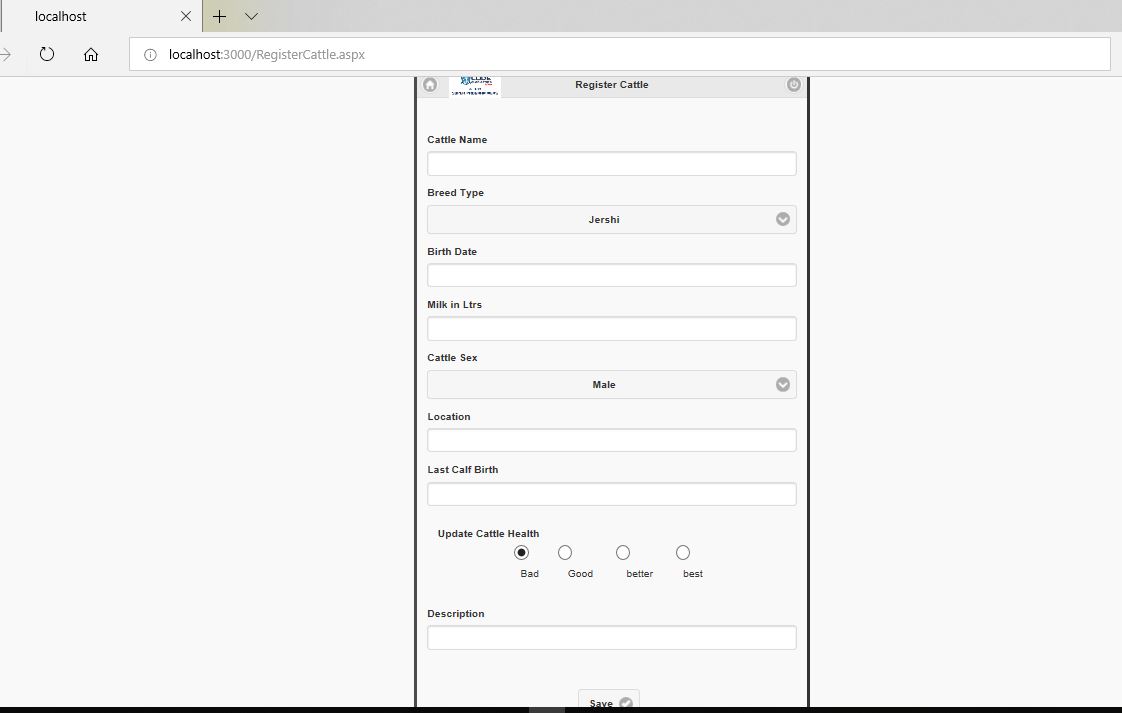 localhost
localhost:3000/RegisterCattle.aspx
Register Cattle
Cattle Name
Breed Type
Jershi
Birth Date
Milk in Ltrs
Cattle Sex
Male
Location
Last Calf Birth
Update Cattle Health
Bad Good better best
Description
Save